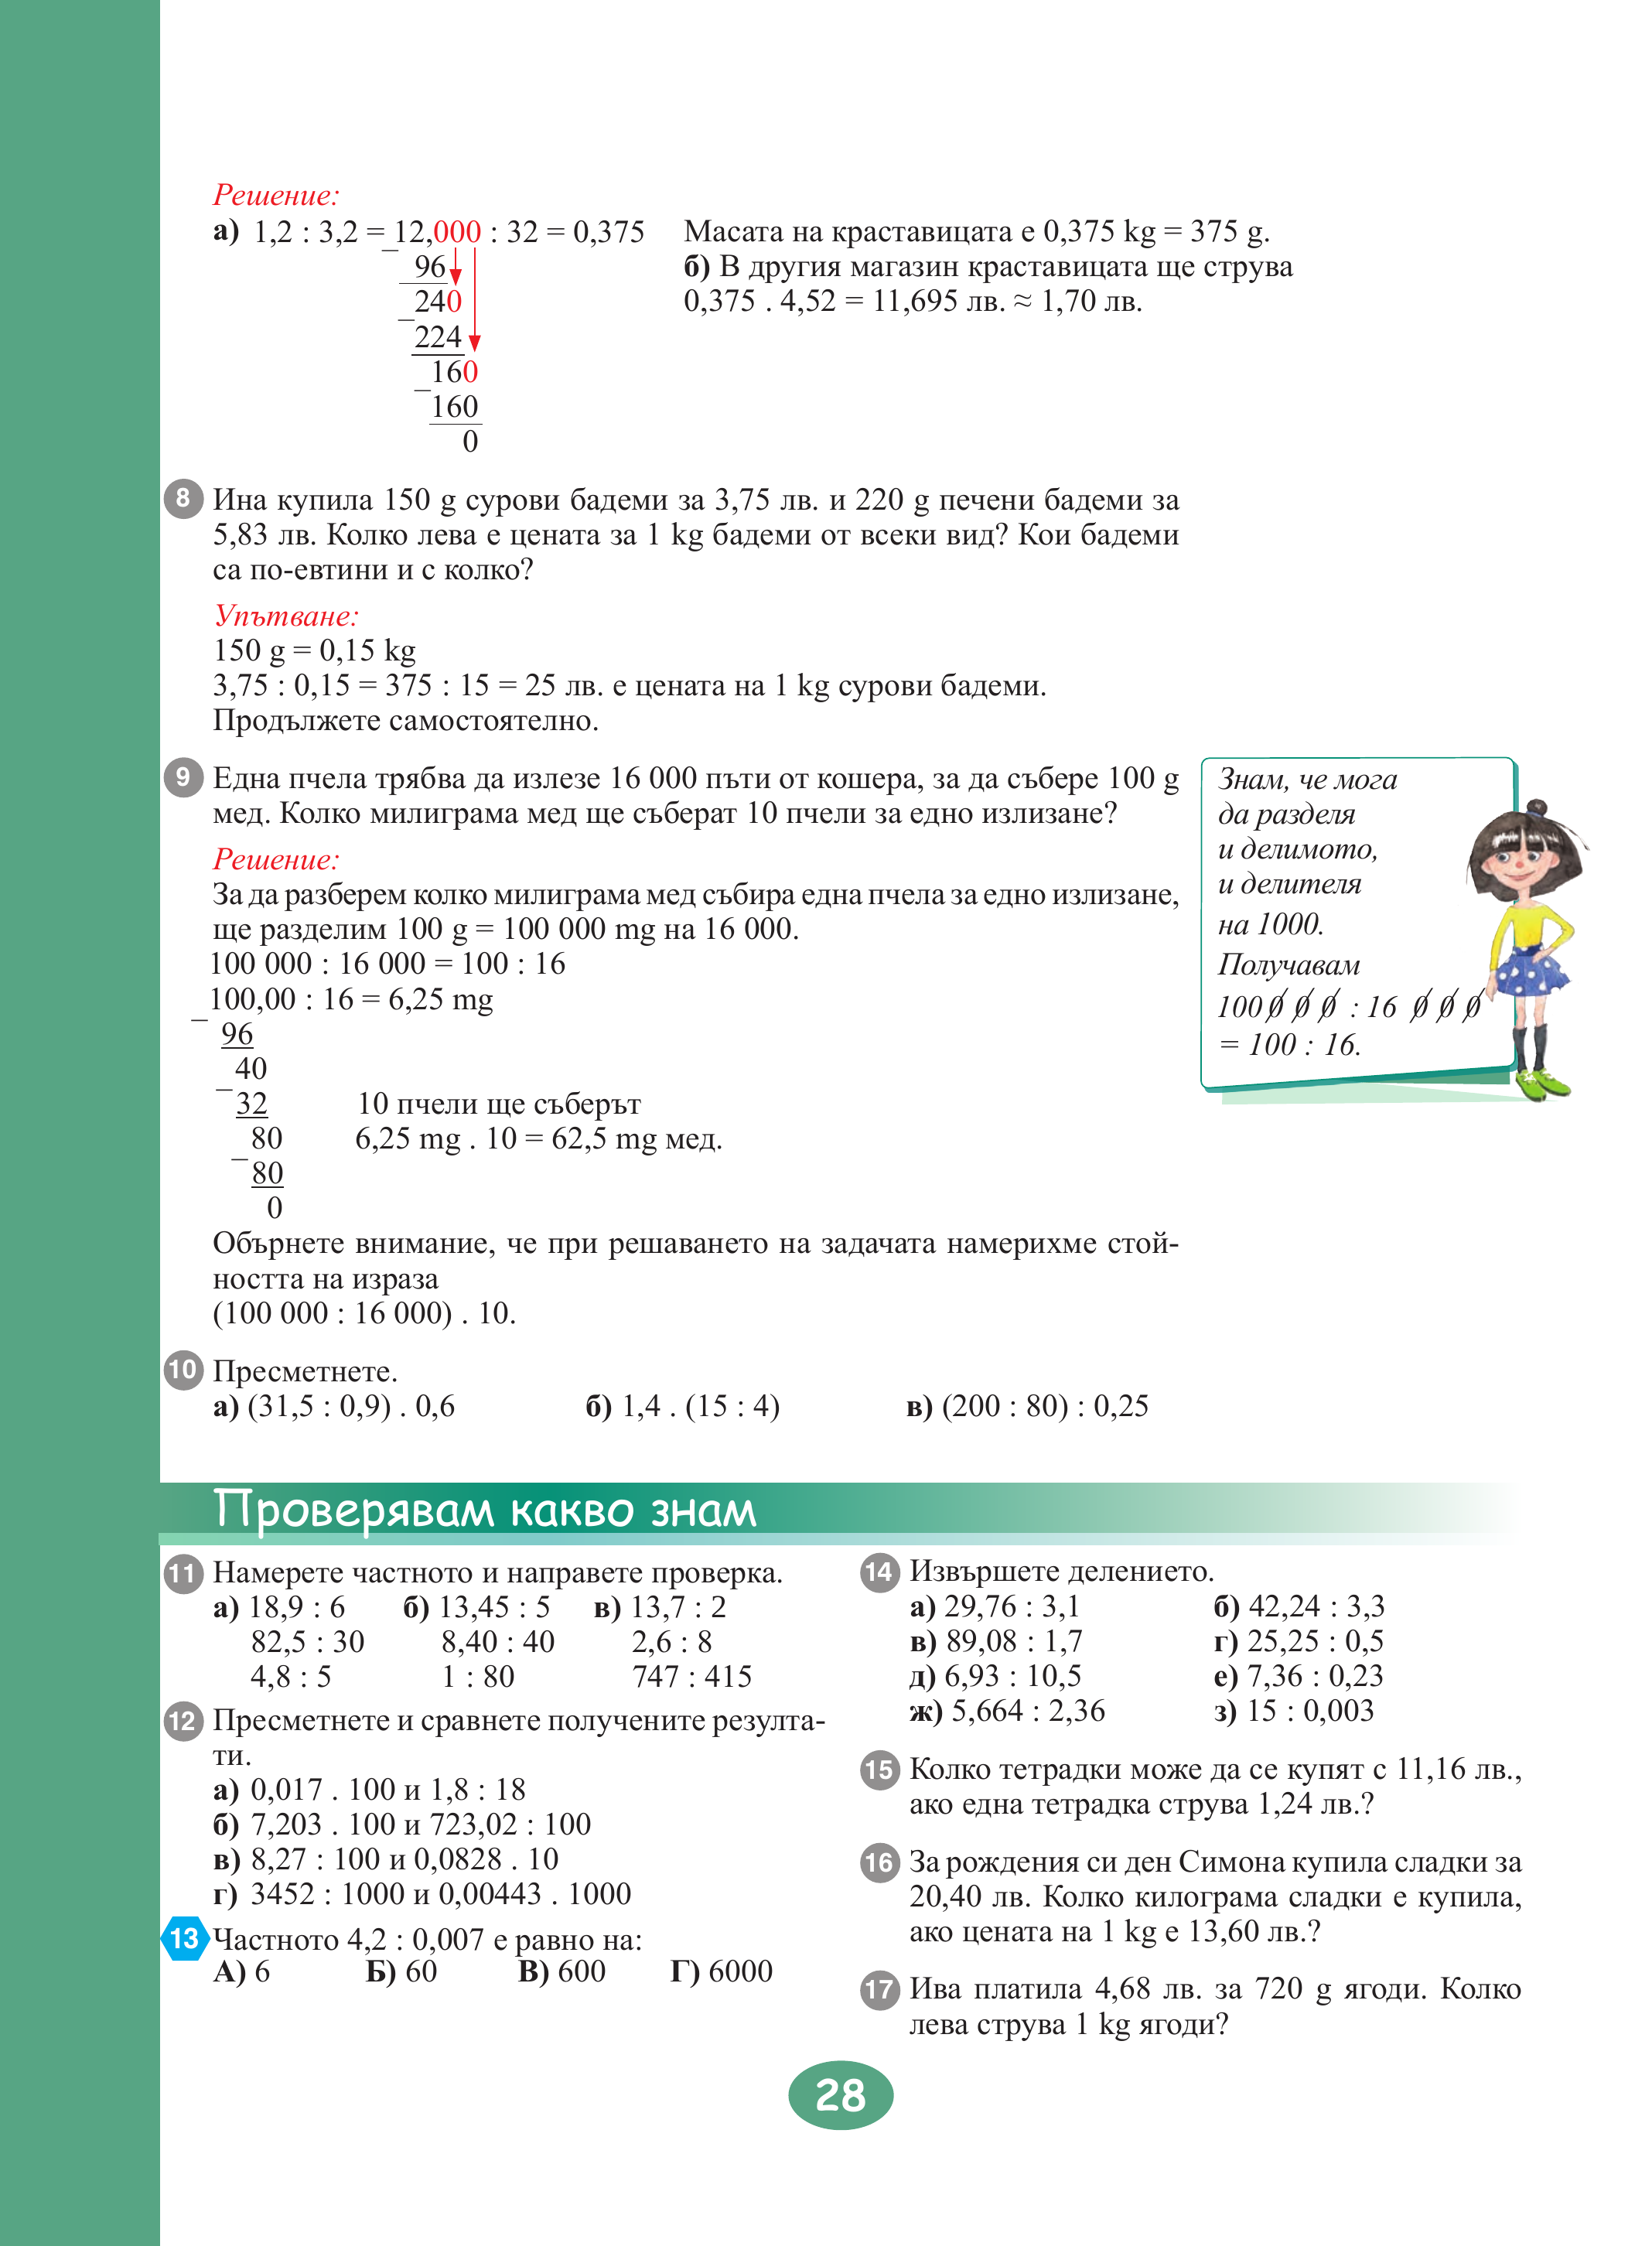 Решение:
а) 1,2 : 3,2 = 12,000 : 32 = 0,375
96
240
224
160
160
0
Масата на краставицата е 0,375 kg = 375 g.
б) В другия магазин краставицата ще струва
0,375 . 4,52 = 11,695 лв. ≈ 1,70 лв.
8 Ина купила 150 g сурови бадеми за 3,75 лв. и 220 g печени бадеми за
5,83 лв. Колко лева е цената за 1 kg бадеми от всеки вид? Кои бадеми
са по-евтини и с колко?
Упътване:
150 g = 0,15 kg
3,75 : 0,15 = 375 : 15 = 25 лв. е цената на 1 kg сурови бадеми.
Продължете самостоятелно.
9 Една пчела трябва да излезе 16 000 пъти от кошера, за да събере 100 g
мед. Колко милиграма мед ще съберат 10 пчели за едно излизане?
Решение:
За да разберем колко милиграма мед събира една пчела за едно излизане,
ще разделим 100 g = 100 000 mg на 16 000.
100 000 : 16 000 = 100 : 16
100,00 : 16 = 6,25 mg
96
40
32
80
80
0
10 пчели ще съберът
6,25 mg . 10 = 62,5 mg мед.
Обърнете внимание, че при решаването на задачата намерихме стой-
ността на израза
(100 000 : 16 000) . 10.
Знам, че мога
да разделя
и делимото,
и делителя
на 1000.
Получавам
100 0 0 0 : 16 0 0 0
= 100 : 16.
10 Пресметнете.
а) (31,5 : 0,9) . 0,6 б) 1,4 . (15 : 4) в) (200 : 80) : 0,25
Проверявам какво знам
11 Намерете частното и направете проверка.
а) 18,9 : 6 б) 13,45 : 5 в) 13,7 : 2
82,5 : 30 8,40 : 40 2,6 : 8
4,8 : 5 1 : 80 747 : 415
12 Пресметнете и сравнете получените резулта-
ти.
а) 0,017 . 100 и 1,8 : 18
б) 7,203 . 100 и 723,02 : 100
в) 8,27 : 100 и 0,0828 . 10
г) 3452 : 1000 и 0,00443 . 1000
13 Частното 4,2 : 0,007 е равно на:
А) 6 Б) 60 В) 600 Г) 6000
14 Извършете делението.
а) 29,76 : 3,1 б) 42,24 : 3,3
в) 89,08 : 1,7 г) 25,25 : 0,5
д) 6,93 : 10,5 е) 7,36 : 0,23
ж) 5,664 : 2,36 з) 15 : 0,003
15 Колко тетрадки може да се купят с 11,16 лв.,
ако една тетрадка струва 1,24 лв.?
16 За рождения си ден Симона купила сладки за
20,40 лв. Колко килограма сладки е купила,
ако цената на 1 kg е 13,60 лв.?
17 Ива платила 4,68 лв. за 720 g ягоди. Колко
лева струва 1 kg ягоди?
28